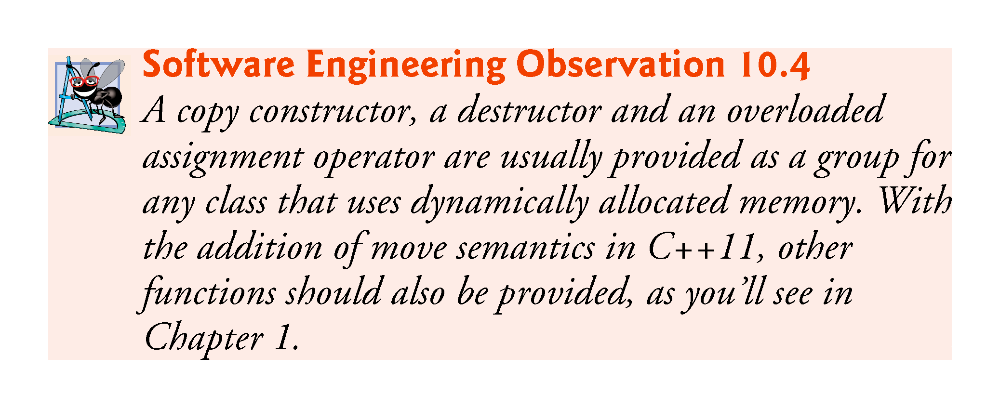 Software Engineering Observation 10.4
A copy constructor, a destructor and an overloaded
assignment operator are usually provided as a group for
any class that uses dynamically allocated memory. With
the addition of move semantics in C++11, other
functions should also be provided, as you’ll see in
Chapter 1.